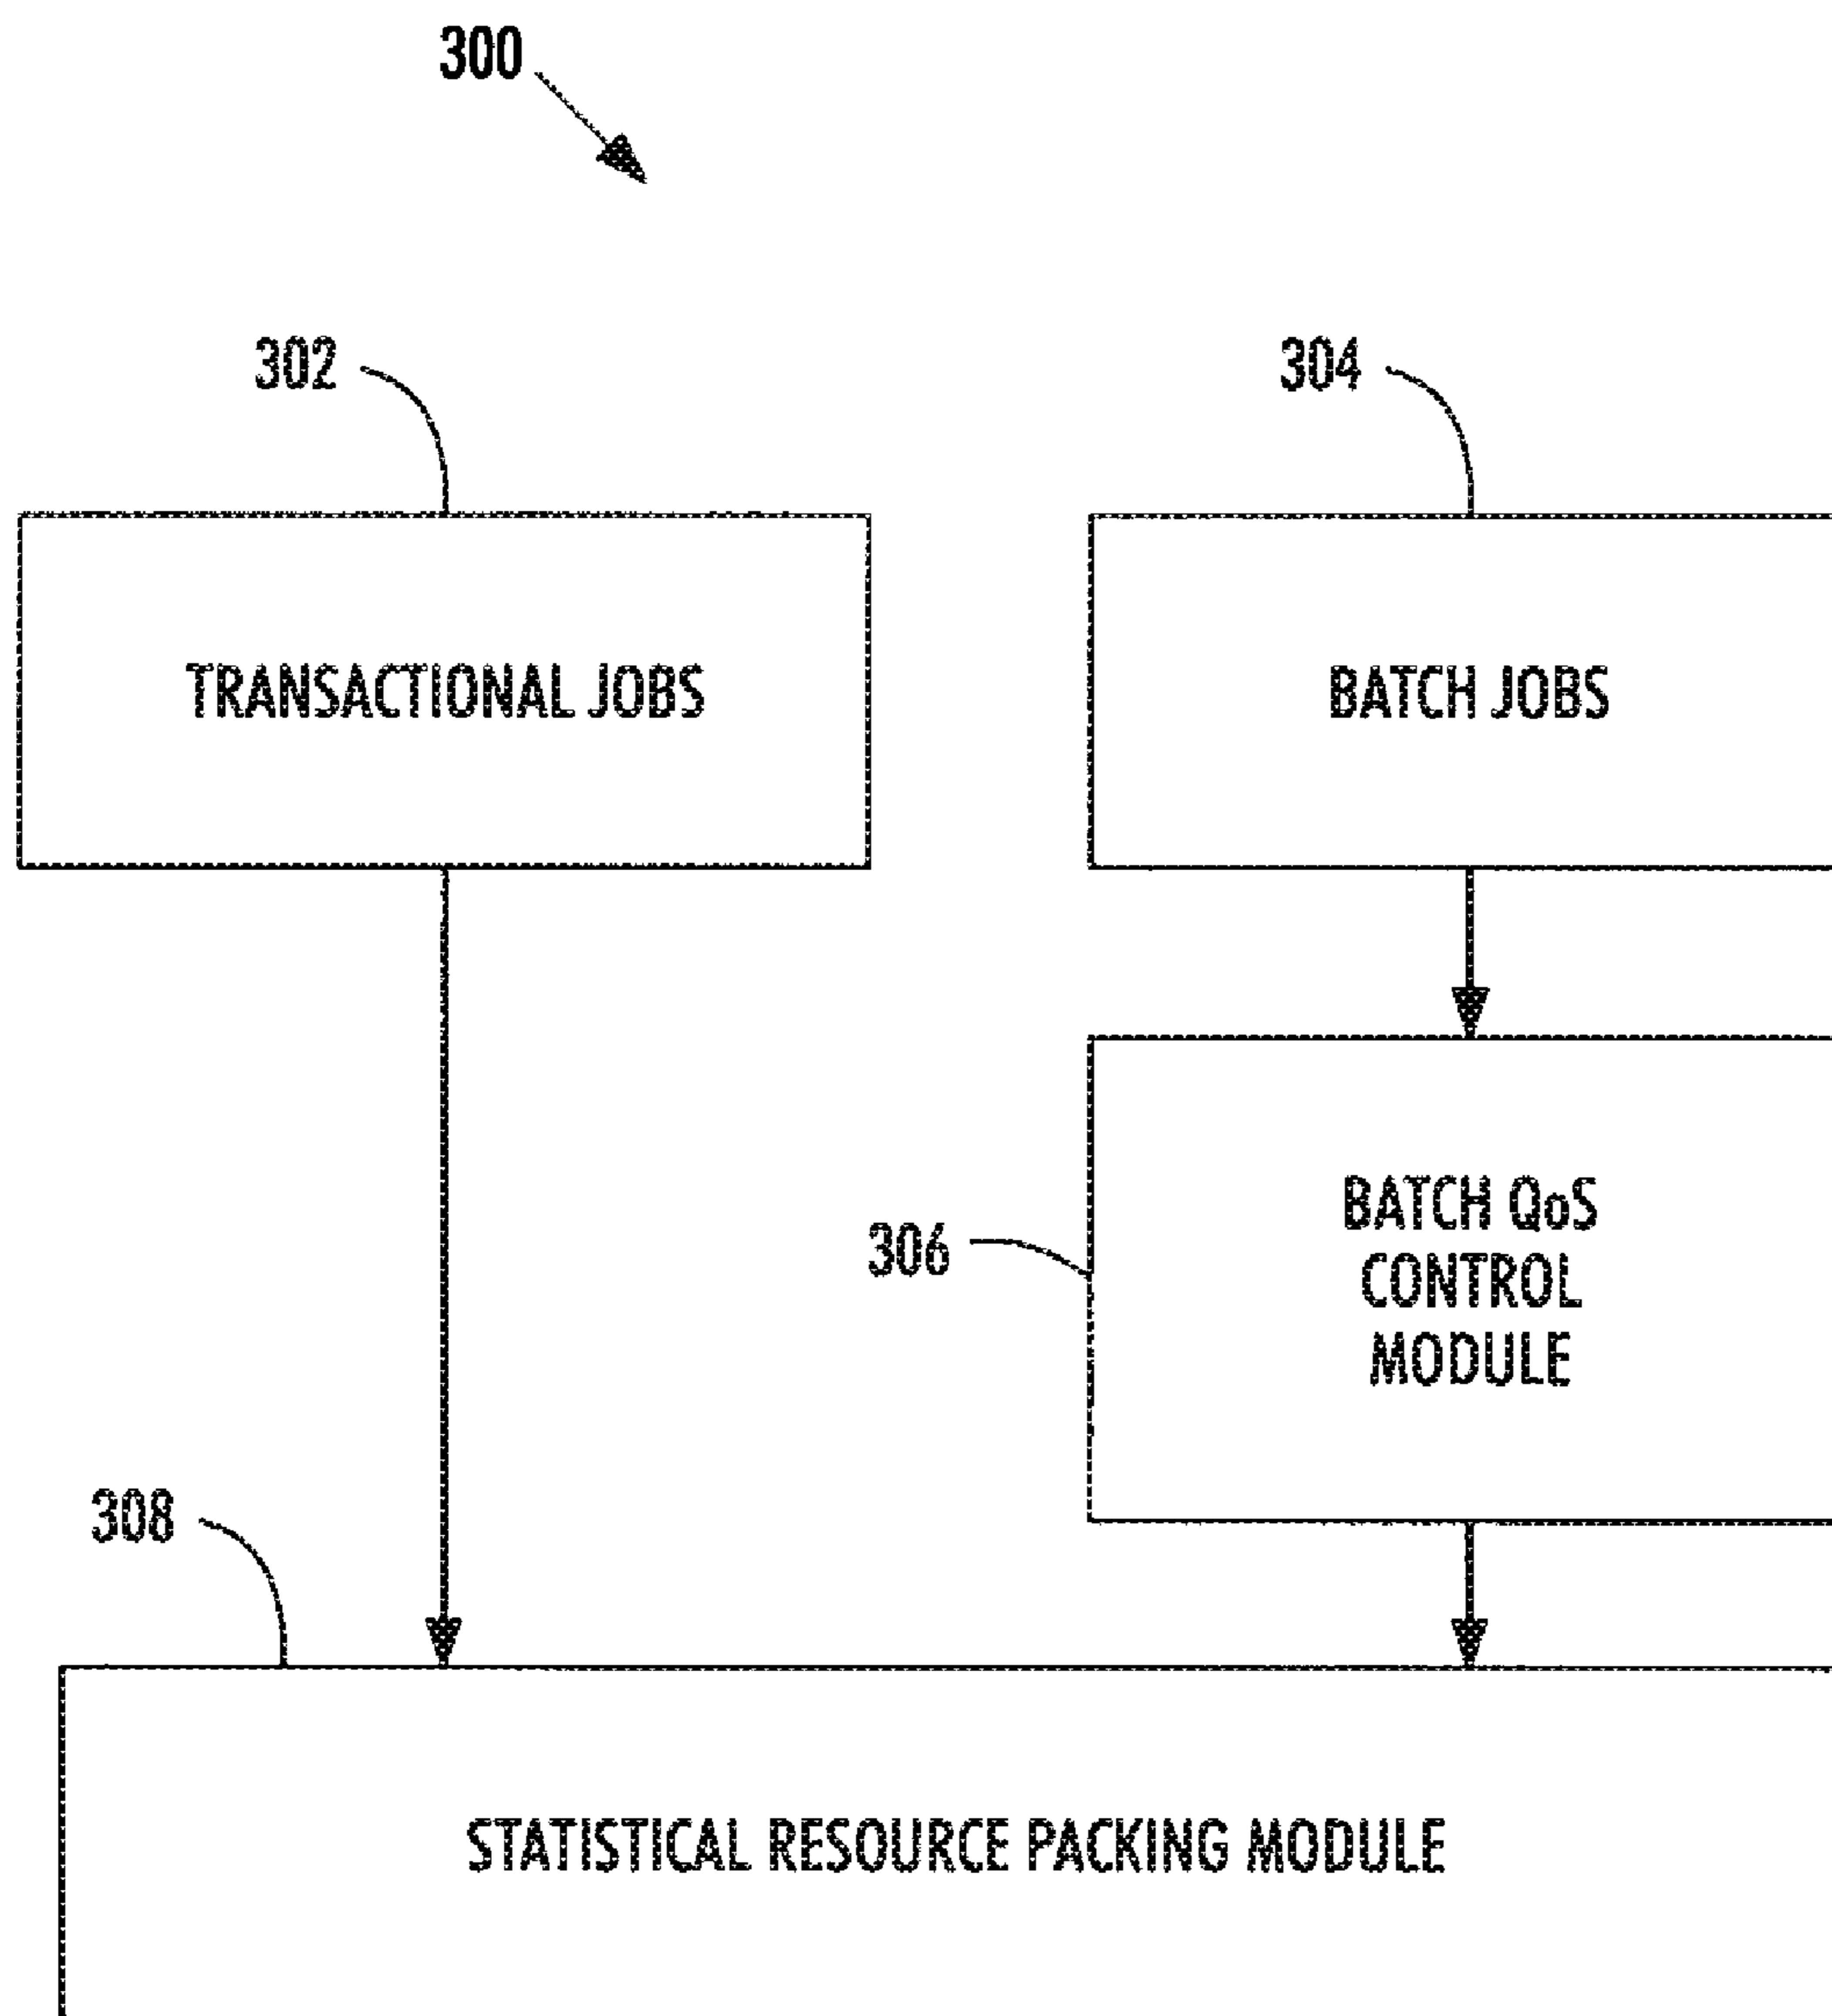 300
302
304
TRANSACTIONAL JOBS
BATCH JOBS
306
BATCH QoS
CONTROL
MODULE
308
STATISTICAL RESOURCE PACKING MODULE